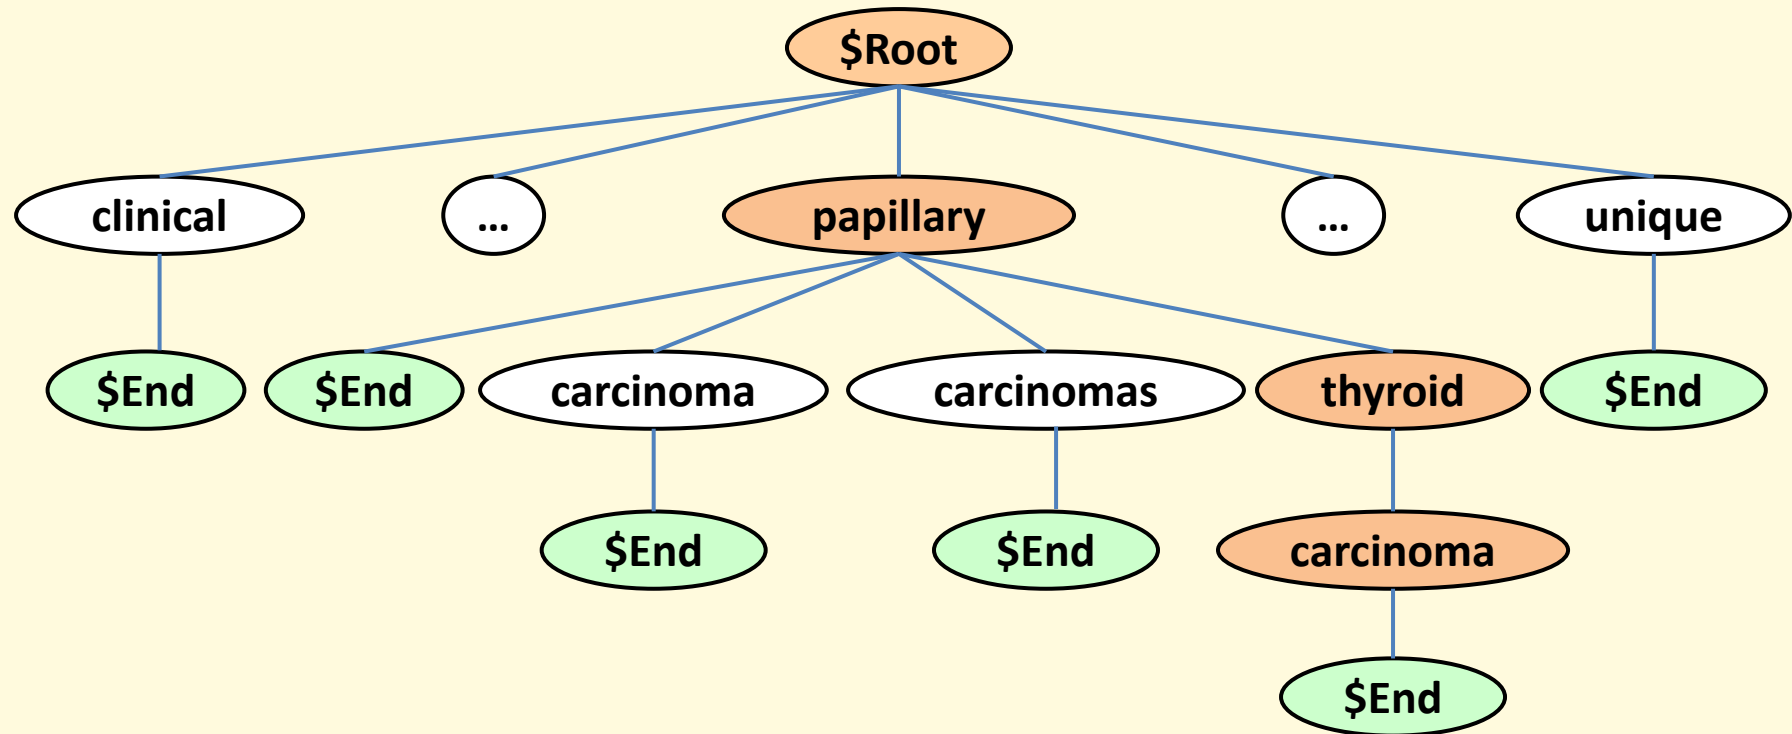 $Root
clinical
...
papillary
...
unique
$End
$End
carcinoma
carcinomas
thyroid
$End
$End
$End
carcinoma
$End